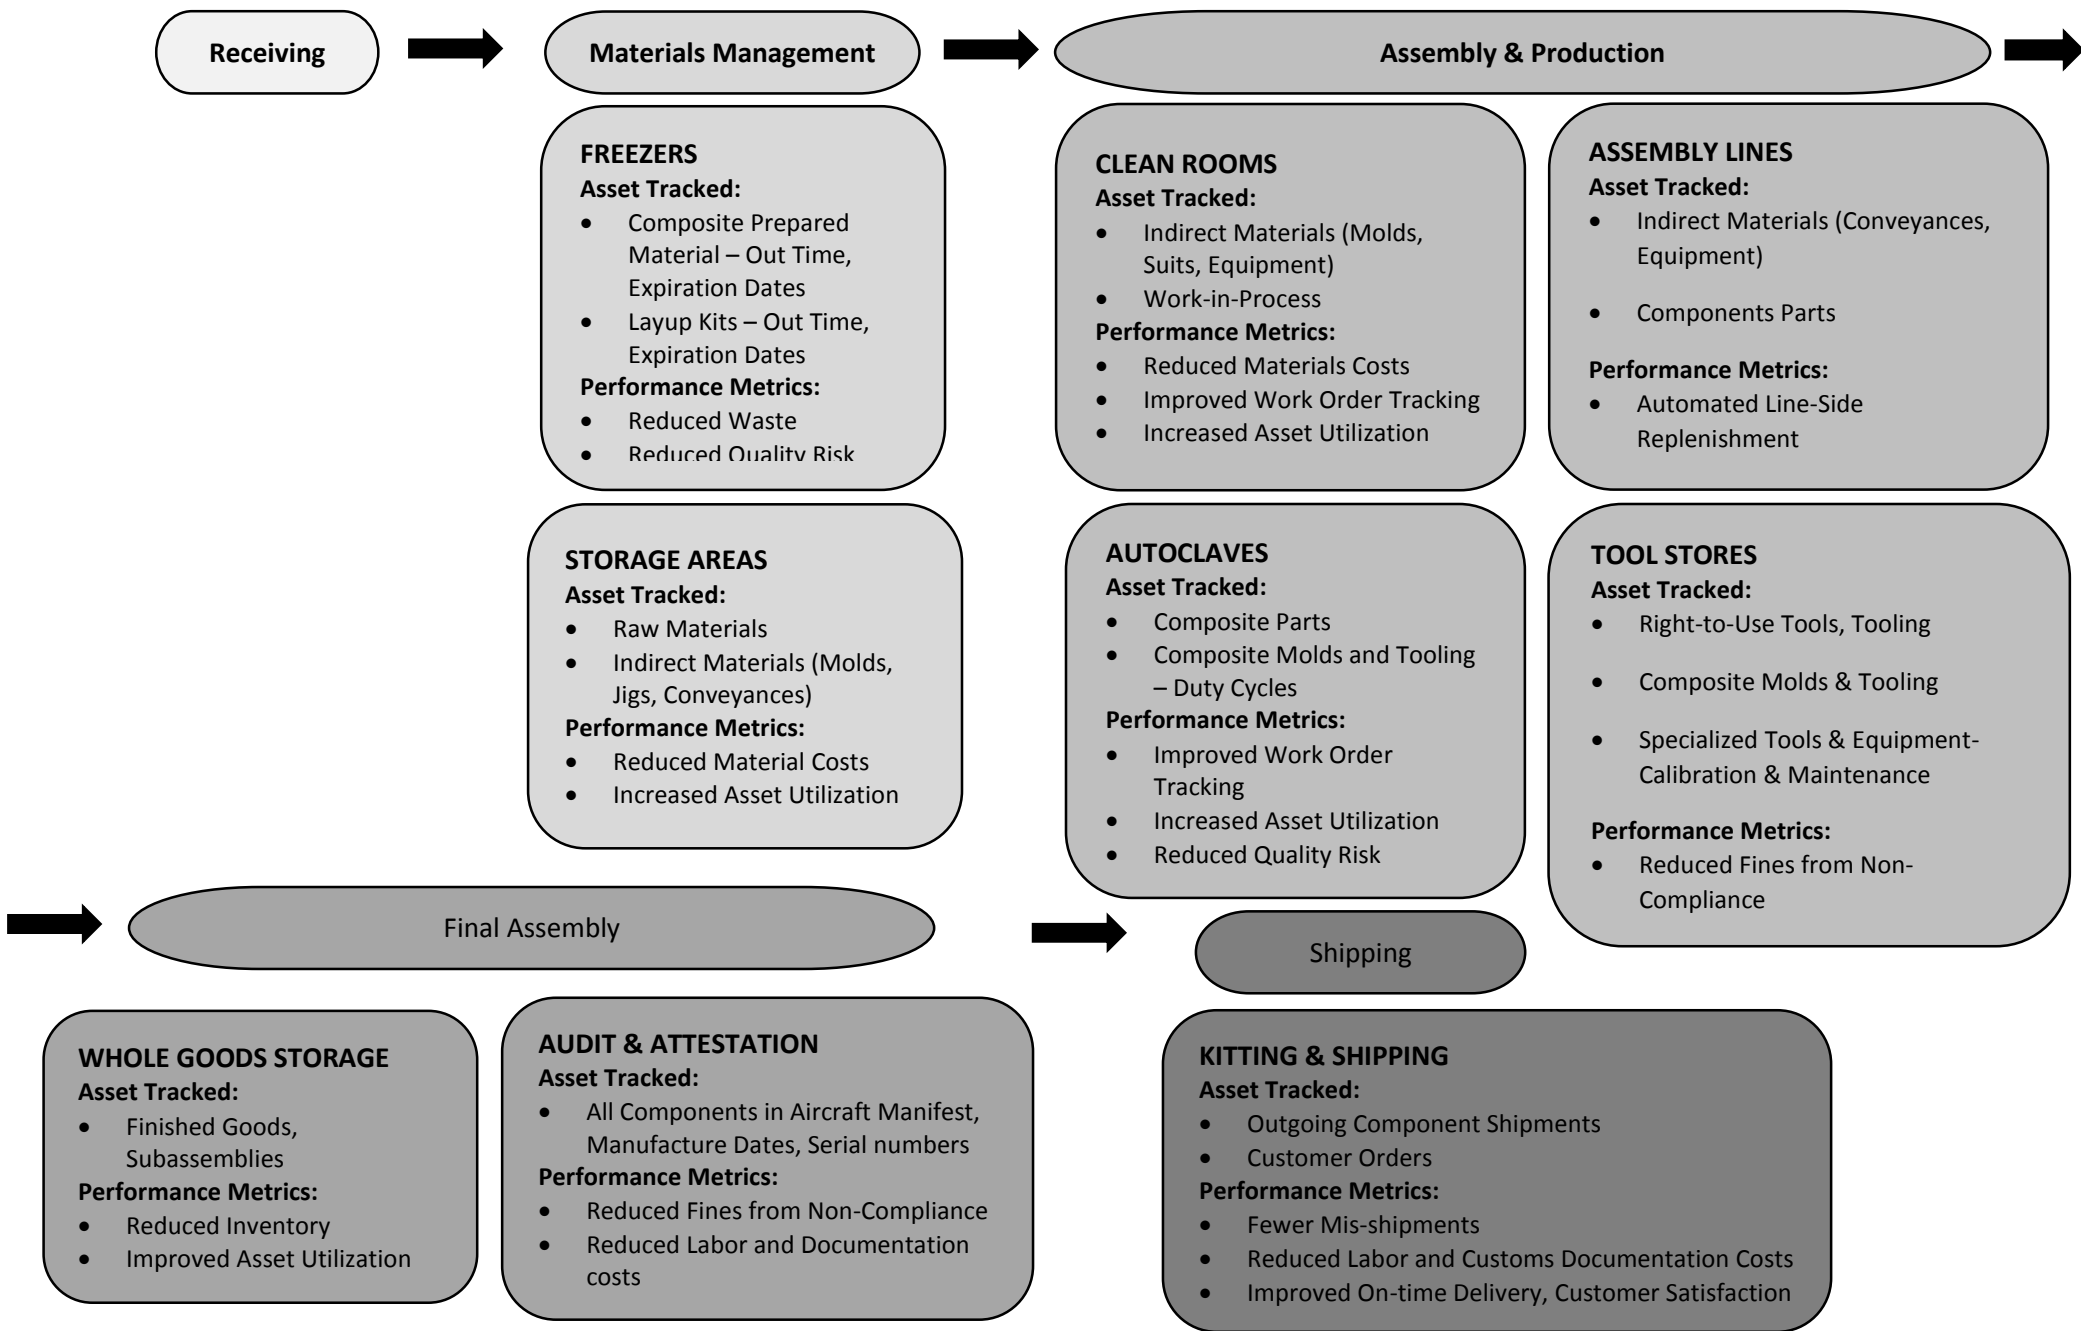 Receiving
Materials Management
Assembly & Production
FREEZERS
Asset Tracked:
• Composite Prepared
Material – Out Time,
Expiration Dates
• Layup Kits – Out Time,
Expiration Dates
Performance Metrics:
• Reduced Waste
• Reduced Quality Risk
CLEAN ROOMS
Asset Tracked:
• Indirect Materials (Molds,
Suits, Equipment)
• Work-in-Process
Performance Metrics:
• Reduced Materials Costs
• Improved Work Order Tracking
• Increased Asset Utilization
ASSEMBLY LINES
Asset Tracked:
• Indirect Materials (Conveyances,
Equipment)
• Components Parts
Performance Metrics:
• Automated Line-Side
Replenishment
STORAGE AREAS
Asset Tracked:
• Raw Materials
• Indirect Materials (Molds,
Jigs, Conveyances)
Performance Metrics:
• Reduced Material Costs
• Increased Asset Utilization
AUTOCLAVES
Asset Tracked:
• Composite Parts
• Composite Molds and Tooling
– Duty Cycles
Performance Metrics:
• Improved Work Order
Tracking
• Increased Asset Utilization
• Reduced Quality Risk
TOOL STORES
Asset Tracked:
• Right-to-Use Tools, Tooling
• Composite Molds & Tooling
• Specialized Tools & Equipment-
Calibration & Maintenance
Performance Metrics:
• Reduced Fines from Non-
Compliance
Final Assembly
Shipping
WHOLE GOODS STORAGE
Asset Tracked:
• Finished Goods,
Subassemblies
Performance Metrics:
• Reduced Inventory
• Improved Asset Utilization
AUDIT & ATTESTATION
Asset Tracked:
• All Components in Aircraft Manifest,
Manufacture Dates, Serial numbers
Performance Metrics:
• Reduced Fines from Non-Compliance
• Reduced Labor and Documentation
costs
KITTING & SHIPPING
Asset Tracked:
• Outgoing Component Shipments
• Customer Orders
Performance Metrics:
• Fewer Mis-shipments
• Reduced Labor and Customs Documentation Costs
• Improved On-time Delivery, Customer Satisfaction